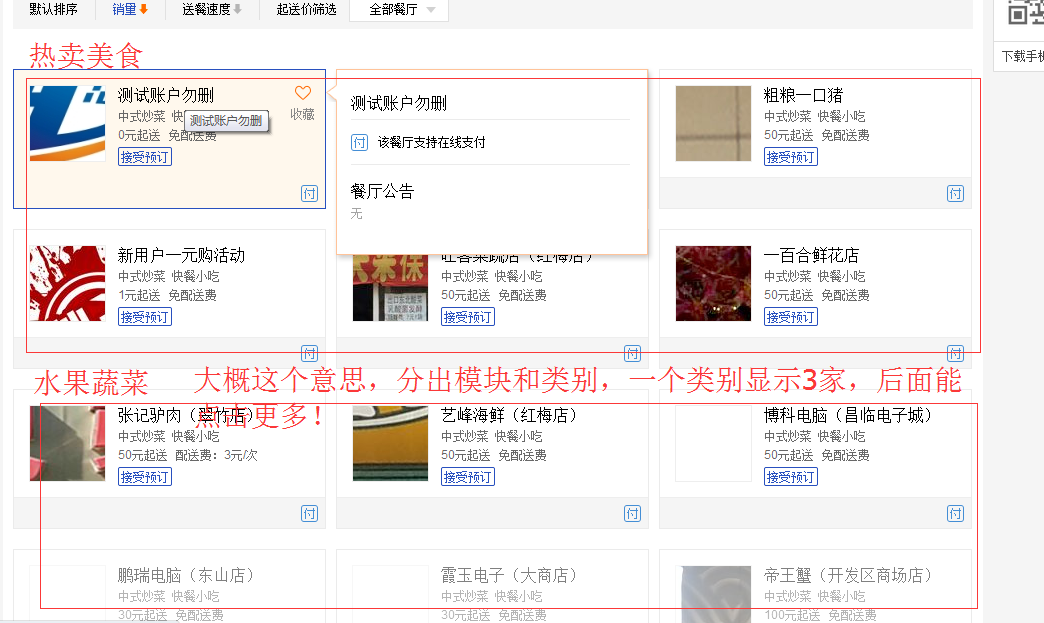 默认排序 销量 送餐速度 起送价筛选 全部餐厅
下载手机
热卖美食
测试账户勿删
中式炒菜 快
0元起送 免配送费
接受预订
收藏
测试账户勿删
付
测试账户勿删
付 该餐厅支持在线支付
餐厅公告
无
粗粮一口猪
中式炒菜 快餐小吃
50元起送 免配送费
接受预订
付
新用户一元购活动
中式炒菜 快餐小吃
1元起送 免配送费
接受预订
付
吐客果蔬店（红梅店）
中式炒菜 快餐小吃
50元起送 免配送费
接受预订
付
一百合鲜花店
中式炒菜 快餐小吃
50元起送 免配送费
接受预订
付
水果蔬菜
大概这个意思，分出模块和类别，一个类别显示3家，后面能
点击更多！
张记驴肉（翠竹店）
中式炒菜 快餐小吃
50元起送 配送费：3元/次
接受预订
付
艺峰海鲜（红梅店）
中式炒菜 快餐小吃
50元起送 免配送费
接受预订
付
博科电脑（昌临电子城）
中式炒菜 快餐小吃
50元起送 免配送费
接受预订
付
鹏瑞电脑（东山店）
中式炒菜 快餐小吃
30元起送 免配送费
霞玉电子（大商店）
中式炒菜 快餐小吃
30元起送 免配送费
帝王蟹（开发区商场店）
中式炒菜 快餐小吃
100元起送 免配送费